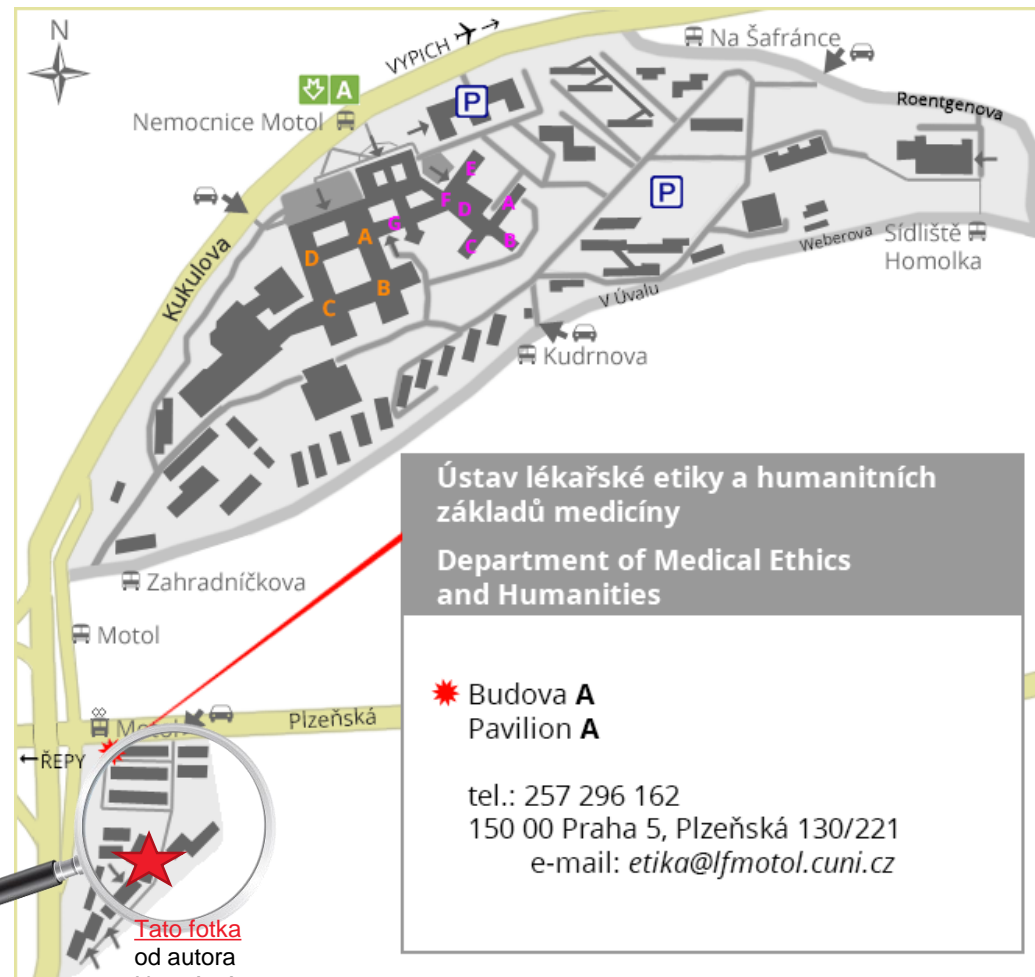 N
VYPICH
Na Šafránce
A
P
Nemocnice Motol
Roentgenova
E
P
A
F
D
G
A
B
C
D
Kukulova
B
C
Weberova
Sídliště
Homolka
V Úvalu
Kudrnova
Ústav lékařské etiky a humanitních
základů medicíny
Department of Medical Ethics
and Humanities
Zahradníčkova
Motol
Budova A
Pavilion A
tel.: 257 296 162
150 00 Praha 5, Plzeňská 130/221
e-mail: etika@lfmotol.cuni.cz
Motol
Plzeňská
←ŘEPY
Tato fotka
od autora